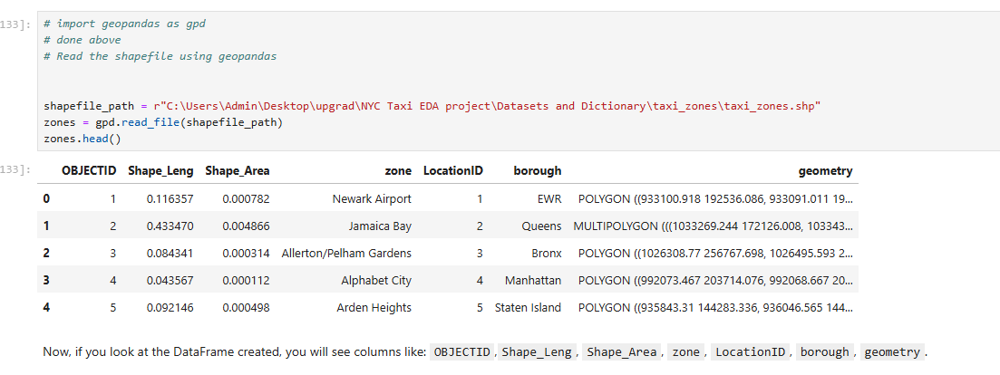 133]:
# import geopandas as gpd
# done above
# Read the shapefile using geopandas
shapefile_path = r"C:\Users\Admin\Desktop\upgrad\NYC Taxi EDA project\Datasets and Dictionary\taxi_zones\taxi_zones.shp"
zones = gpd.read_file(shapefile_path)
zones.head()
133]:
OBJECTID Shape_Leng Shape_Area zone LocationID borough geometry
0 1 0.116357 0.000782 Newark Airport 1 EWR POLYGON ((933100.918 192536.086, 933091.011 19...
1 2 0.433470 0.004866 Jamaica Bay 2 Queens MULTIPOLYGON (((1033269.244 172126.008, 103343...
2 3 0.084341 0.000314 Allerton/Pelham Gardens 3 Bronx POLYGON ((1026308.77 256767.698, 1026495.593 2...
3 4 0.043567 0.000112 Alphabet City 4 Manhattan POLYGON ((992073.467 203714.076, 992068.667 20...
4 5 0.092146 0.000498 Arden Heights 5 Staten Island POLYGON ((935843.31 144283.336, 936046.565 144...
Now, if you look at the DataFrame created, you will see columns like: OBJECTID, Shape_Leng, Shape_Area, zone, LocationID, borough, geometry.